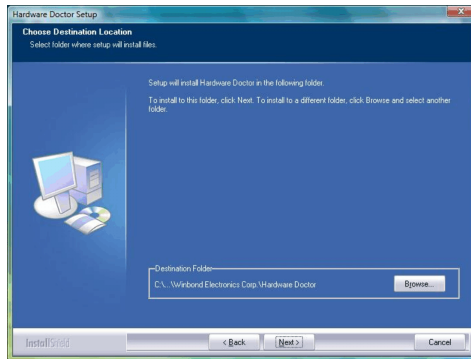 Hardware Doctor Setup
Choose Destination Location
Select folder where setup will install files.
Setup will install Hardware Doctor in the following folder.
To install to this folder, click Next. To install to a different folder, click Browse and select another
folder.
Destination Folder
C:\...\Winbond Electronics Corp.\Hardware Doctor
Browse...
InstallShield
< Back
Next >
Cancel